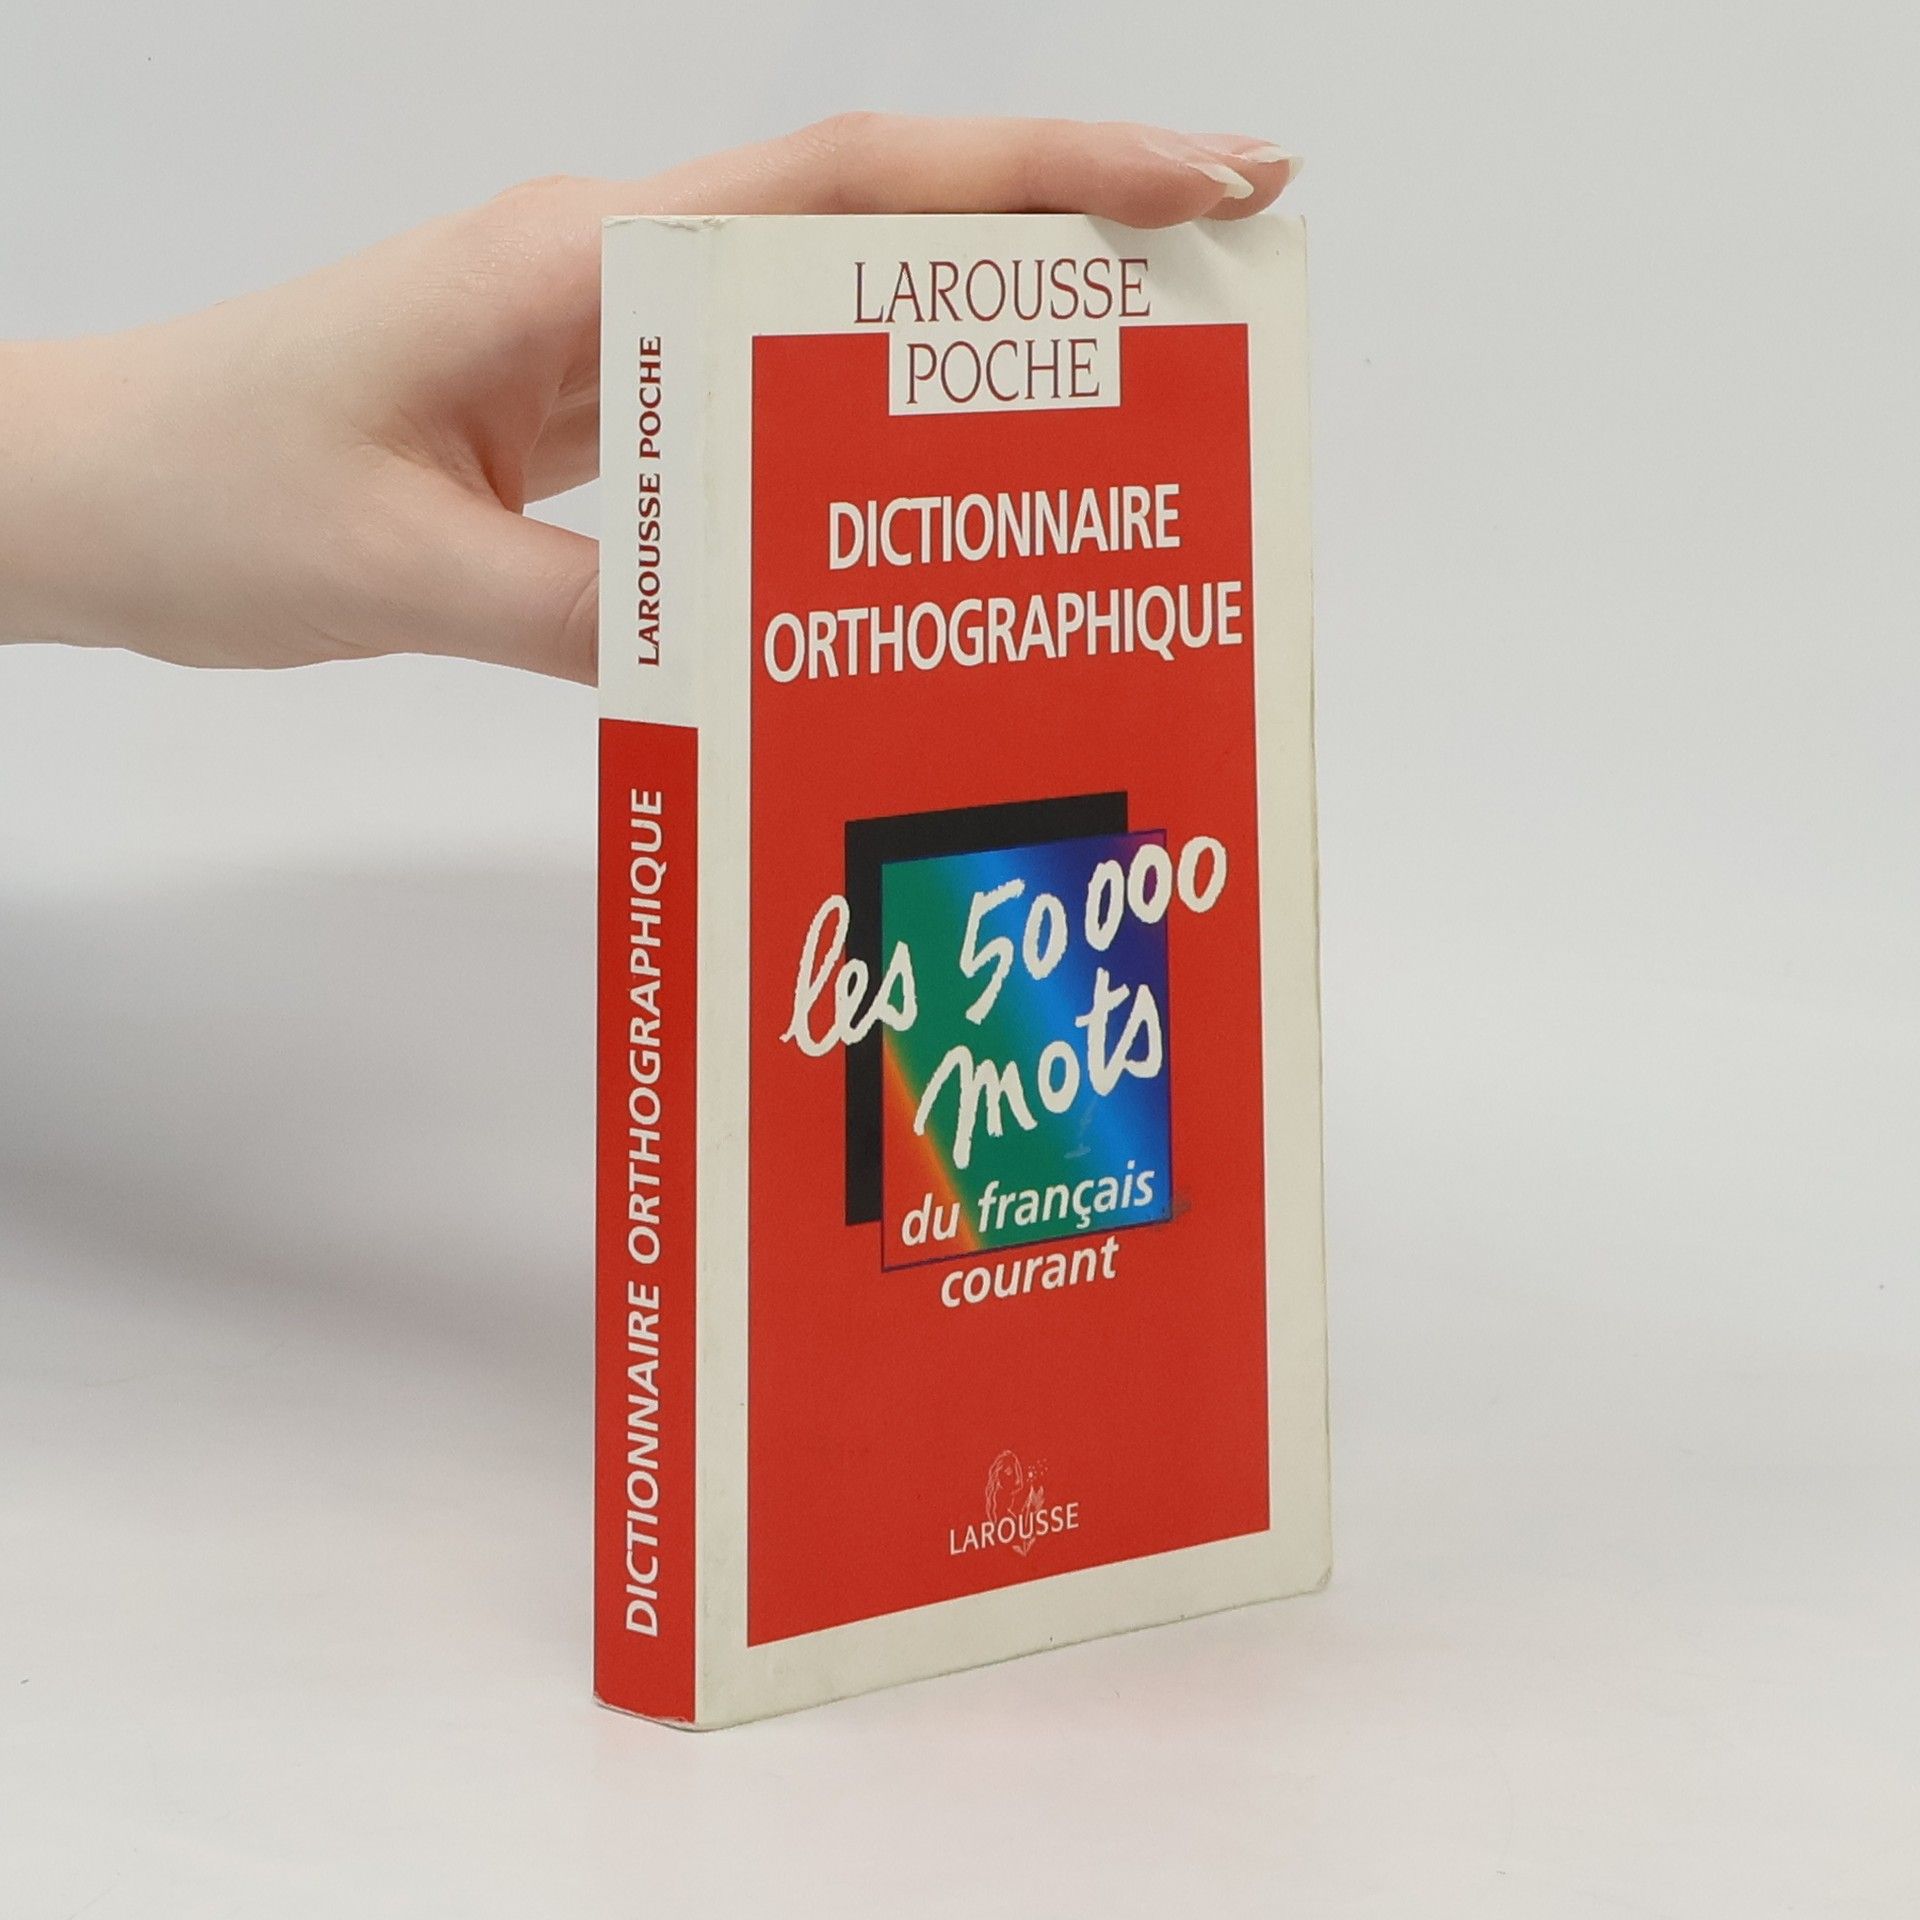 LAROUSSE POCHE
DICTIONNAIRE ORTHOGRAPHIQUE
LAROUSSE
POCHE
DICTIONNAIRE
ORTHOGRAPHIQUE
les 50 000
mots
du français
courant
LAROUSSE